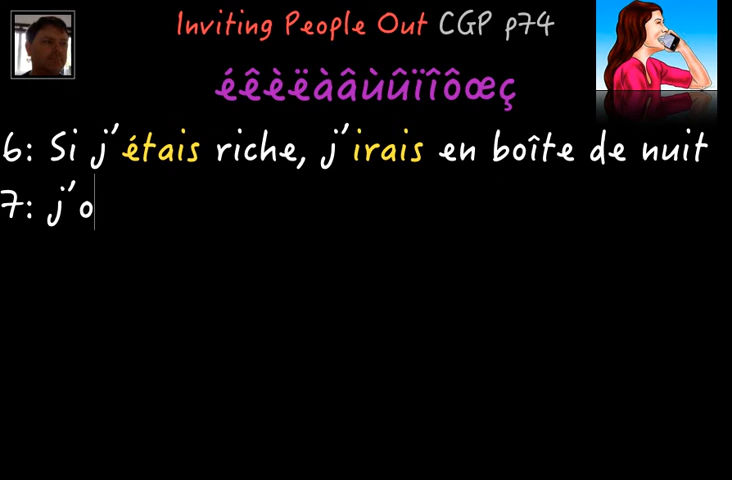 Inviting People Out CGP p74
éêèëàâùûïîôœç
6: Si j'étais riche, j'irais en boîte de nuit
7: j'o